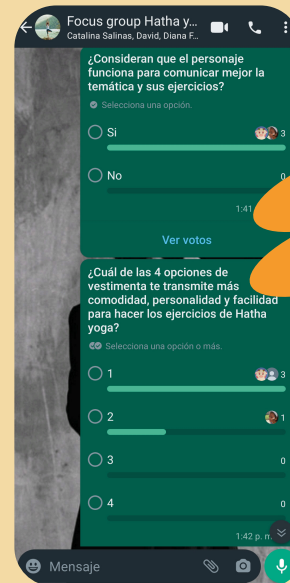 Focus group Hatha y...
Catalina Salinas, David, Diana F...
¿Consideran que el personaje
funciona para comunicar mejor la
temática y sus ejercicios?
Selecciona una opción.
Si
3
No
0
1:41
Ver votos
¿Cuál de las 4 opciones de
vestimenta te transmite más
comodidad, personalidad y facilidad
para hacer los ejercicios de Hatha
yoga?
Selecciona una opción o más.
1
3
2
1
3
0
4
0
1:42 p. m
Mensaje